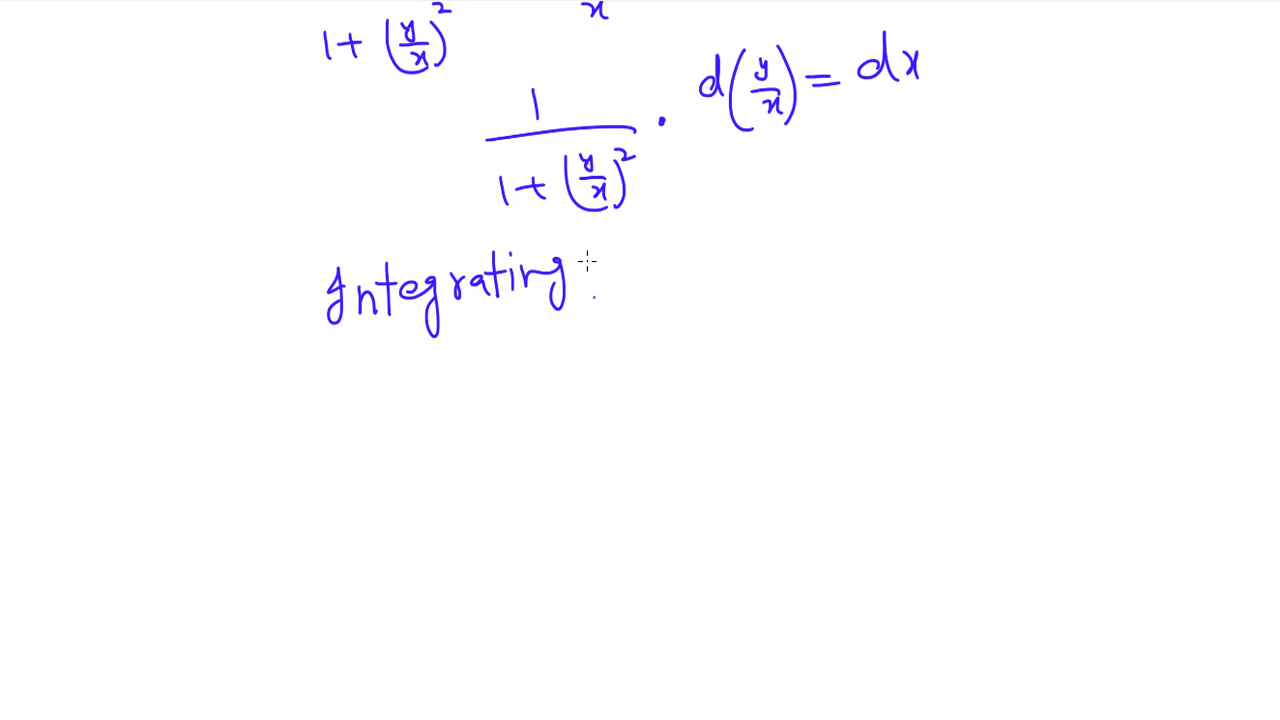 1 + (y/x)² x
1/(1 + (y/x)²) · d(y/x) = dx
Integrating :